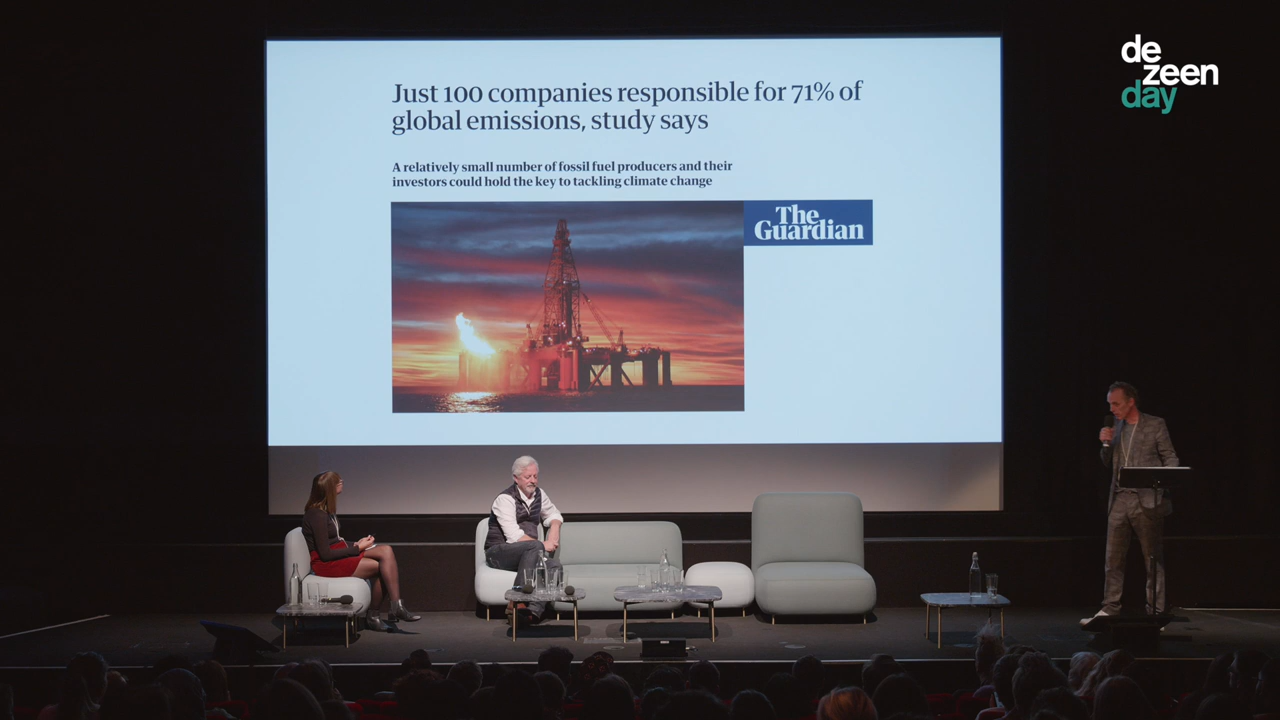 Just 100 companies responsible for 71% of
global emissions, study says
A relatively small number of fossil fuel producers and their
investors could hold the key to tackling climate change
The
Guardian
de
zeen
day